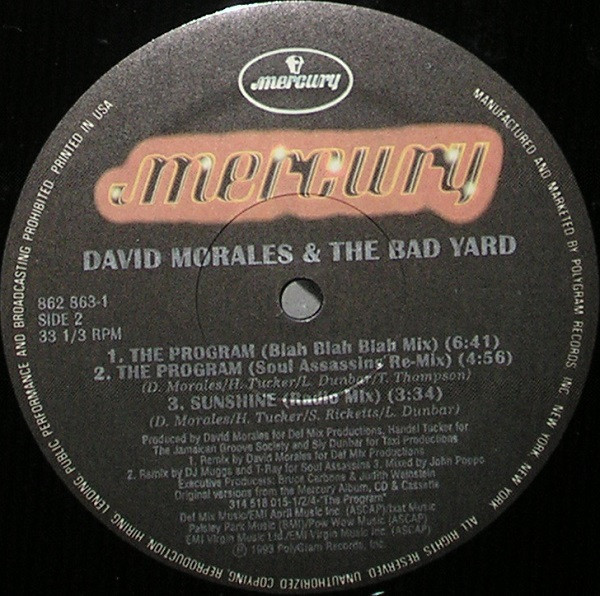 mercury
mercury
DAVID MORALES & THE BAD YARD
862 863-1
SIDE 2
33 1/3 RPM
1. THE PROGRAM (Blah Blah Blah Mix) (6:41)
2. THE PROGRAM (Soul Assassins Re-Mix) (4:56)
(D. Morales/H. Tucker/L. Dunbar/T. Thompson)
3. SUNSHINE (Radio Mix) (3:34)
(D. Morales/H. Tucker/S. Ricketts/L. Dunbar)
Produced by David Morales for Def Mix Productions, Handel Tucker for
The Jamaican Groove Society and Sly Dunbar for Taxi Productions
1. Remix by David Morales for Def Mix Productions
2. Remix by DJ Muggs and T-Ray for Soul Assassins 3. Mixed by John Poppo
Executive Producers: Bruce Carbone & Judith Weinstein
Original versions from the Mercury Album, CD & Cassette
314 518 015-1/2/4-"The Program"
Def Mix Music/EMI April Music Inc. (ASCAP)/Ixat Music
Paisley Park Music (BMI)/Pow Wow Music (ASCAP)
EMI Virgin Music Ltd./EMI Virgin Music Inc. (ASCAP)
℗ 1993 PolyGram Records, Inc.
MANUFACTURED AND MARKETED BY POLYGRAM RECORDS, INC. NEW YORK, NEW YORK. ALL RIGHTS RESERVED. UNAUTHORIZED COPYING, REPRODUCTION, HIRING, LENDING, PUBLIC PERFORMANCE AND BROADCASTING PROHIBITED. PRINTED IN USA